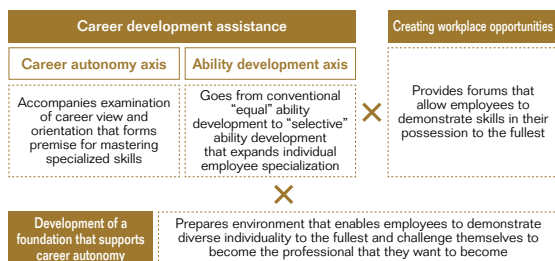 Career development assistance
Creating workplace opportunities
Career autonomy axis
Ability development axis
Accompanies examination
of career view and
orientation that forms
premise for mastering
specialized skills
Goes from conventional
“equal” ability
development to “selective”
ability development
that expands individual
employee specialization
Provides forums that
allow employees to
demonstrate skills in their
possession to the fullest
Development of a
foundation that supports
career autonomy
Prepares environment that enables employees to demonstrate
diverse individuality to the fullest and challenge themselves to
become the professional that they want to become